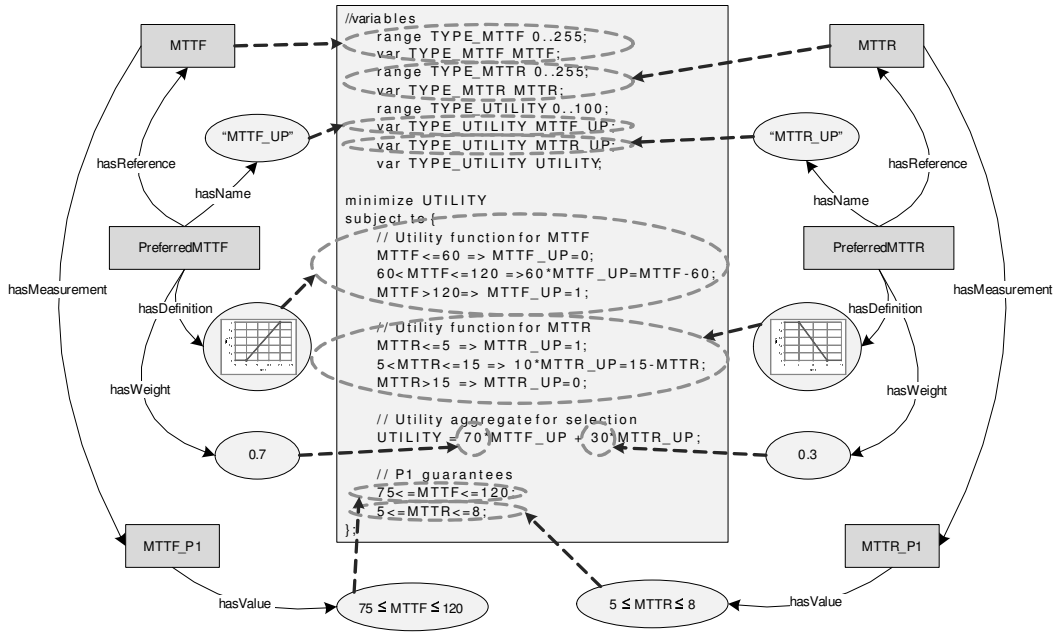 //variables
range TYPE_MTTF 0..255;
var TYPE_MTTF MTTF;
range TYPE_MTTR 0..255;
var TYPE_MTTR MTTR;
range TYPE_UTILITY 0..100;
var TYPE_UTILITY MTTF_UP;
var TYPE_UTILITY MTTR_UP;
var TYPE_UTILITY UTILITY;
minimize UTILITY
subject to {
// Utility function for MTTF
MTTF<=60 => MTTF_UP=0;
60<MTTF<=120 =>60*MTTF_UP=MTTF-60;
MTTF>120=> MTTF_UP=1;
// Utility function for MTTR
MTTR<=5 => MTTR_UP=1;
5<MTTR<=15 => 10*MTTR_UP=15-MTTR;
MTTR>15 => MTTR_UP=0;
// Utility aggregate for selection
UTILITY = 70*MTTF_UP + 30*MTTR_UP;
// P1 guarantees
75<=MTTF<=120;
5<=MTTR<=8;
};
MTTF
"MTTF_UP"
hasReference
hasName
PreferredMTTF
hasMeasurement
hasDefinition
hasWeight
0.7
MTTF_P1
hasValue
75 ≤ MTTF ≤ 120
MTTR
"MTTR_UP"
hasReference
hasName
PreferredMTTR
hasMeasurement
hasDefinition
hasWeight
0.3
MTTR_P1
hasValue
5 ≤ MTTR ≤ 8